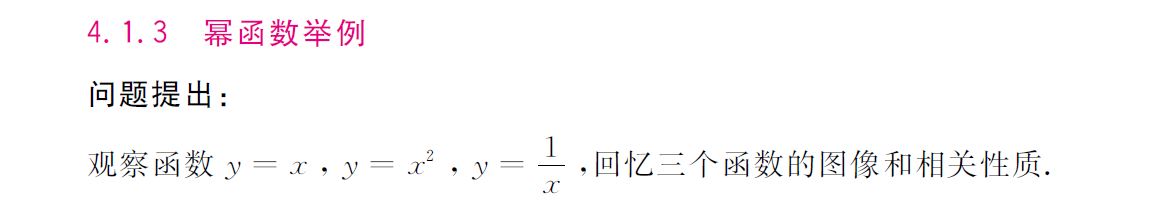 4.1.3 幂函数举例
问题提出:
观察函数 y = x , y = x² , y = 1/x ,回忆三个函数的图像和相关性质.